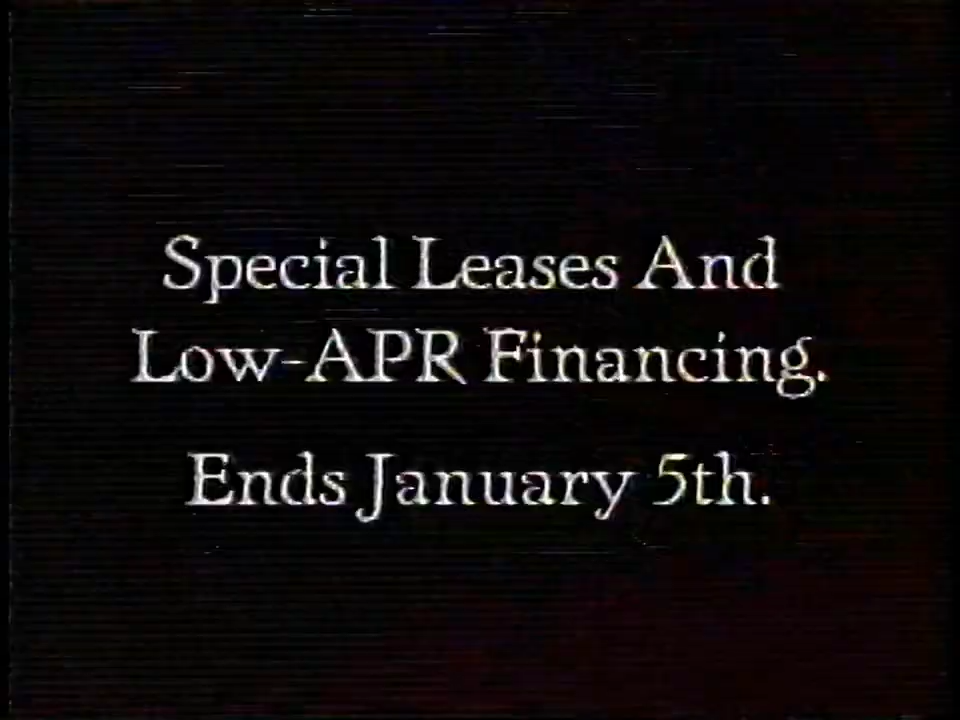 Special Leases And
Low-APR Financing.
Ends January 5th.